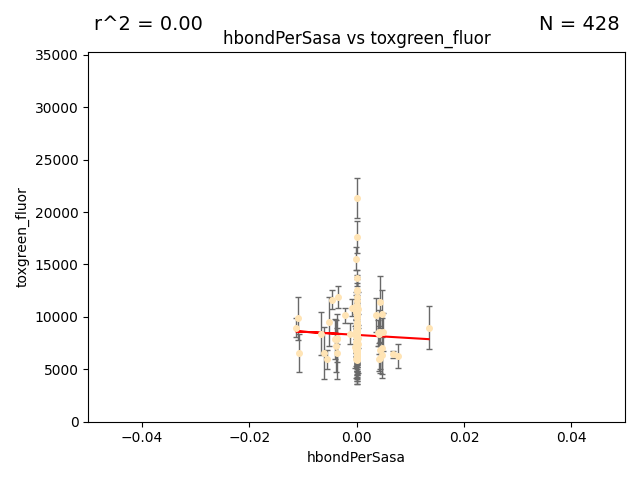 r^2 = 0.00
N = 428
hbondPerSasa vs toxgreen_fluor
35000
30000
25000
20000
15000
10000
5000
0
toxgreen_fluor
−0.04
−0.02
0.00
0.02
0.04
hbondPerSasa